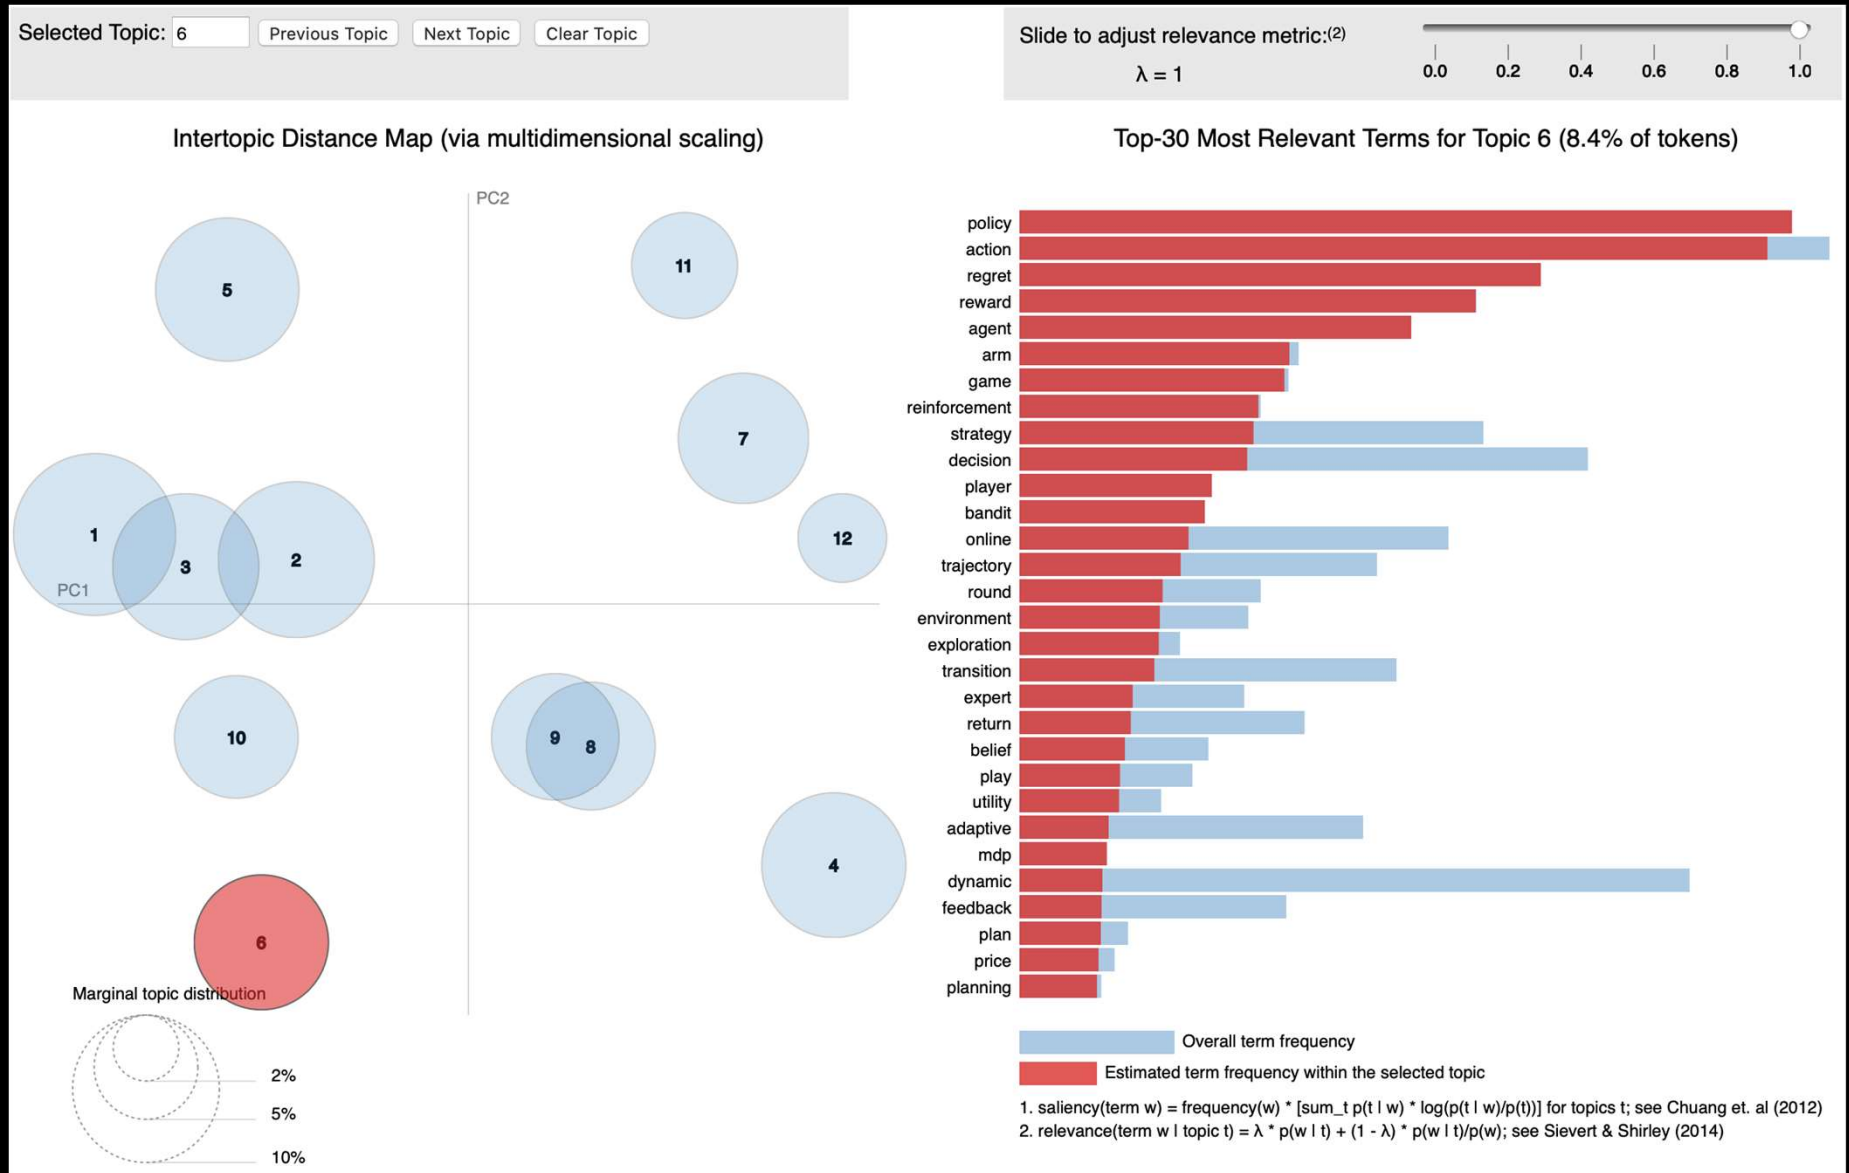 Selected Topic: 6 Previous Topic Next Topic Clear Topic
Slide to adjust relevance metric:(2)
λ = 1
0.0 0.2 0.4 0.6 0.8 1.0
Intertopic Distance Map (via multidimensional scaling)
PC2
PC1
5
11
7
1
3
2
12
10
9
8
4
6
Marginal topic distribution
2%
5%
10%
Top-30 Most Relevant Terms for Topic 6 (8.4% of tokens)
policy
action
regret
reward
agent
arm
game
reinforcement
strategy
decision
player
bandit
online
trajectory
round
environment
exploration
transition
expert
return
belief
play
utility
adaptive
mdp
dynamic
feedback
plan
price
planning
Overall term frequency
Estimated term frequency within the selected topic
1. saliency(term w) = frequency(w) * [sum_t p(t | w) * log(p(t | w)/p(t))] for topics t; see Chuang et. al (2012)
2. relevance(term w | topic t) = λ * p(w | t) + (1 - λ) * p(w | t)/p(w); see Sievert & Shirley (2014)